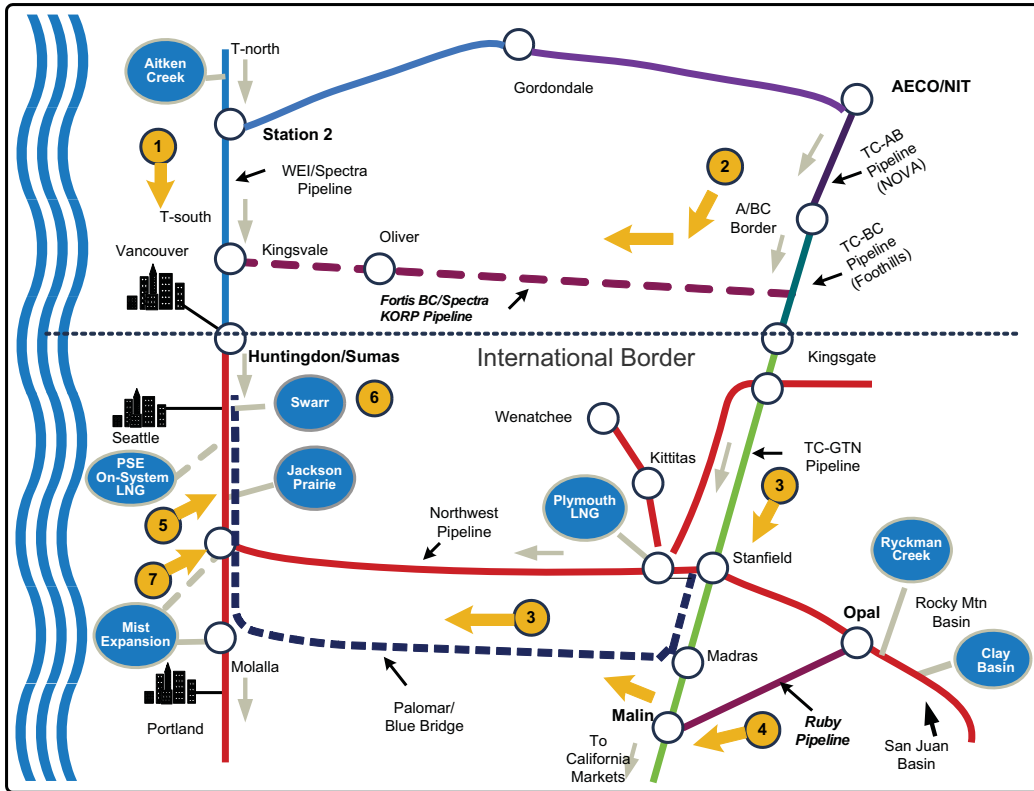 T-north
Aitken
Creek
Gordondale
AECO/NIT
Station 2
1
WEI/Spectra
Pipeline
2
TC-AB
Pipeline
(NOVA)
T-south
A/BC
Border
TC-BC
Pipeline
(Foothills)
Vancouver
Kingsvale
Oliver
Fortis BC/Spectra
KORP Pipeline
Huntingdon/Sumas
International Border
Kingsgate
Swarr
6
Wenatchee
Seattle
PSE
On-System
LNG
Jackson
Prairie
Kittitas
TC-GTN
Pipeline
Plymouth
LNG
3
5
Northwest
Pipeline
Stanfield
Ryckman
Creek
7
Rocky Mtn
Basin
Opal
3
Mist
Expansion
Clay
Basin
Molalla
Madras
Palomar/
Blue Bridge
Malin
4
Ruby
Pipeline
Portland
To
California
Markets
San Juan
Basin